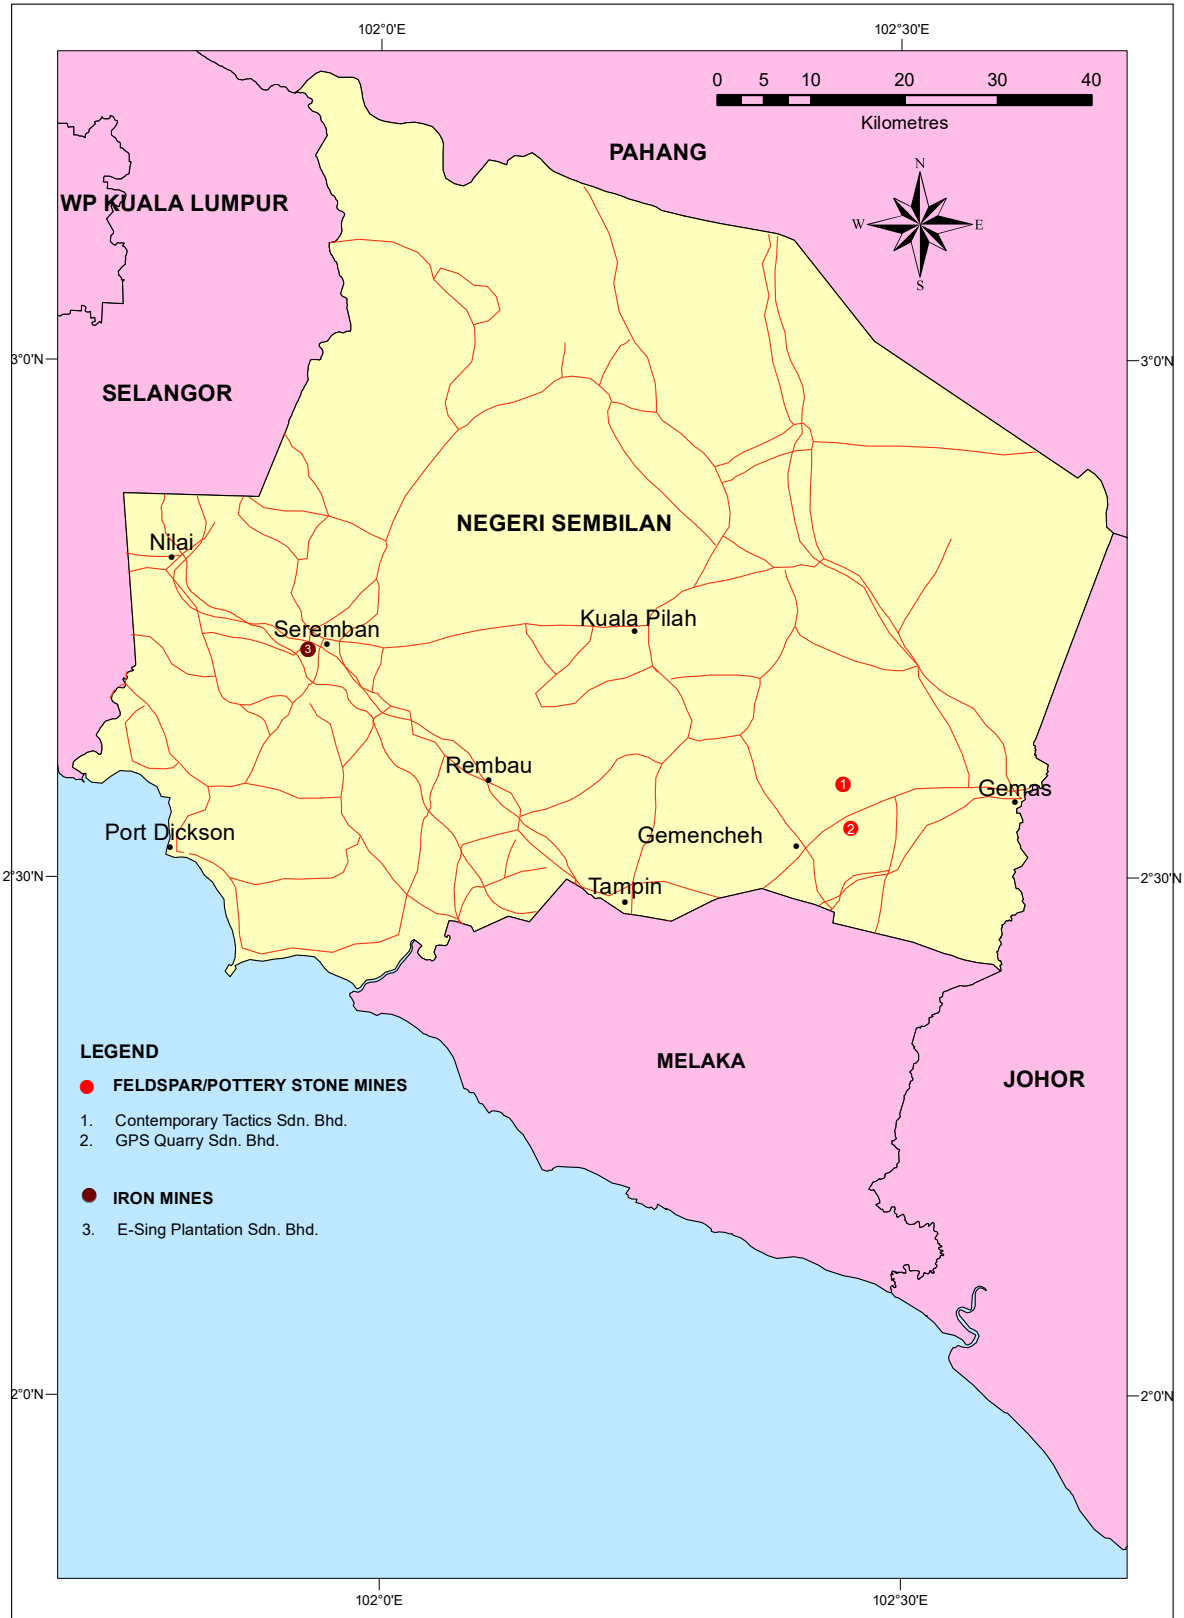 102°0'E
102°30'E
0 5 10 20 30 40
Kilometres
PAHANG
N
W E
S
WP KUALA LUMPUR
3°0'N
3°0'N
SELANGOR
NEGERI SEMBILAN
Nilai
Kuala Pilah
Seremban
3
Rembau
1
Gemas
2
Port Dickson
Gemencheh
2°30'N
2°30'N
Tampin
LEGEND
FELDSPAR/POTTERY STONE MINES
1. Contemporary Tactics Sdn. Bhd.
2. GPS Quarry Sdn. Bhd.
IRON MINES
3. E-Sing Plantation Sdn. Bhd.
MELAKA
JOHOR
2°0'N
2°0'N
102°0'E
102°30'E